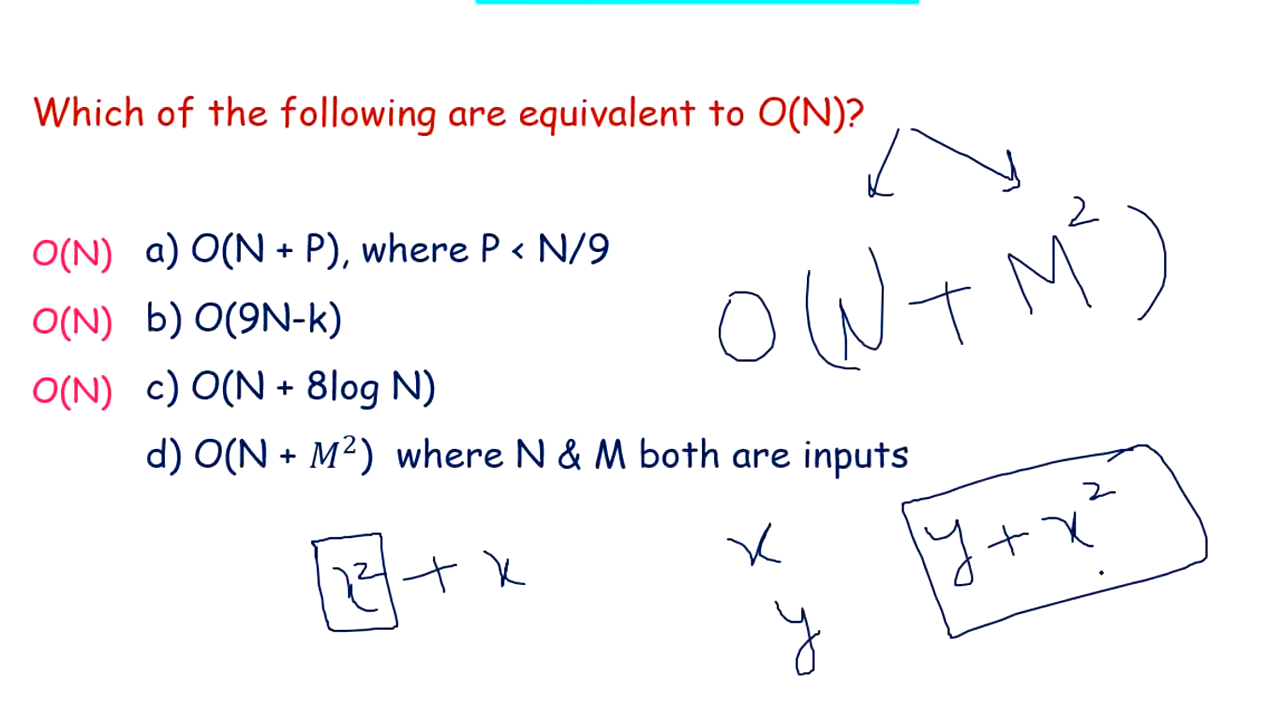 Which of the following are equivalent to O(N)?
O(N) a) O(N + P), where P < N/9
O(N) b) O(9N-k)
O(N) c) O(N + 8log N)
d) O(N + M²) where N & M both are inputs
O(N + M²)
x² + x
x
y
y + x²